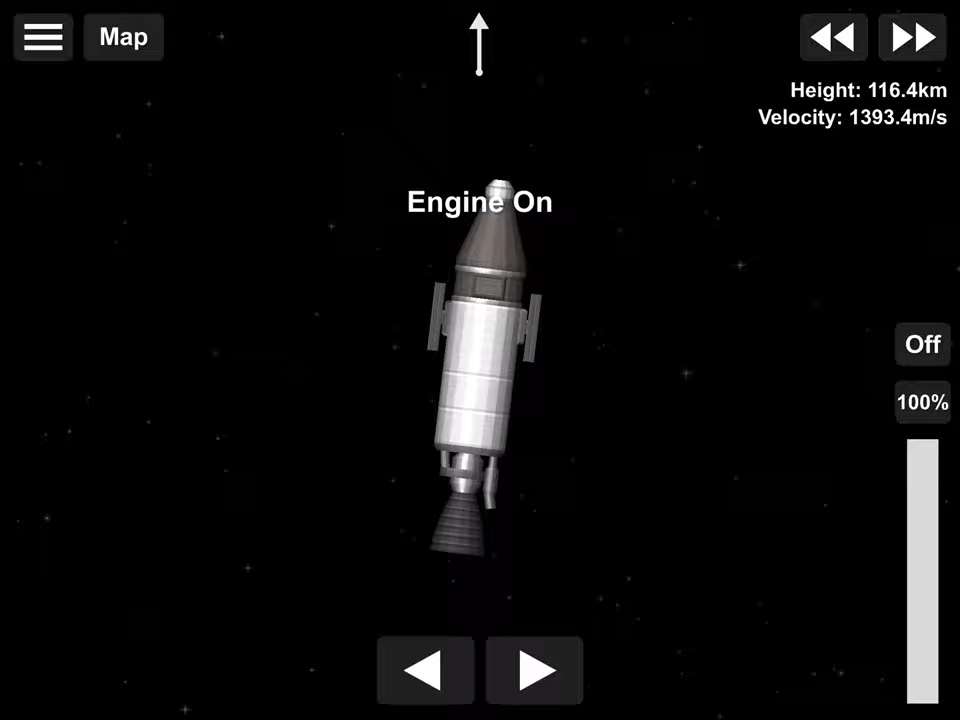 Map
Height: 116.4km
Velocity: 1393.4m/s
Engine On
Off
100%